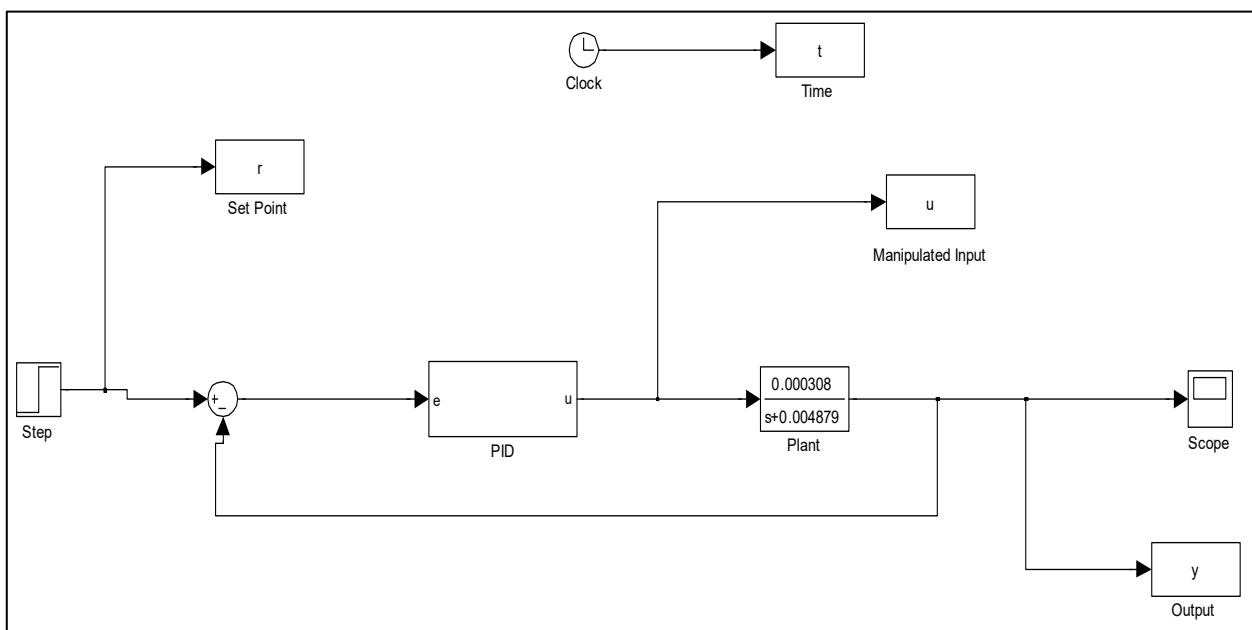 t
Clock
Time
r
Set Point
u
Manipulated Input
Step
+
−
e
u
PID
0.000308
s+0.004879
Plant
Scope
y
Output